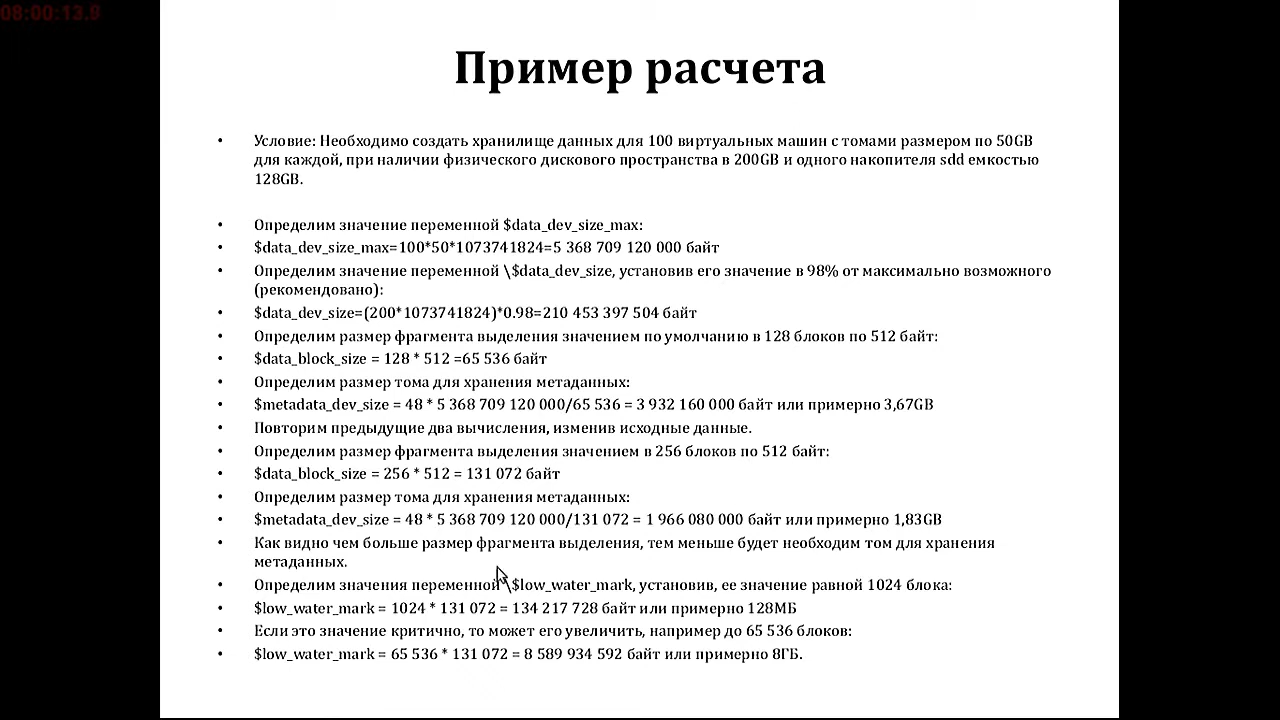 08:00:13.9
Пример расчета
• Условие: Необходимо создать хранилище данных для 100 виртуальных машин с томами размером по 50GB
для каждой, при наличии физического дискового пространства в 200GB и одного накопителя sdd емкостью
128GB.
• Определим значение переменной $data_dev_size_max:
• $data_dev_size_max=100*50*1073741824=5 368 709 120 000 байт
• Определим значение переменной \$data_dev_size, установив его значение в 98% от максимально возможного
(рекомендовано):
• $data_dev_size=(200*1073741824)*0.98=210 453 397 504 байт
• Определим размер фрагмента выделения значением по умолчанию в 128 блоков по 512 байт:
• $data_block_size = 128 * 512 =65 536 байт
• Определим размер тома для хранения метаданных:
• $metadata_dev_size = 48 * 5 368 709 120 000/65 536 = 3 932 160 000 байт или примерно 3,67GB
• Повторим предыдущие два вычисления, изменив исходные данные.
• Определим размер фрагмента выделения значением в 256 блоков по 512 байт:
• $data_block_size = 256 * 512 = 131 072 байт
• Определим размер тома для хранения метаданных:
• $metadata_dev_size = 48 * 5 368 709 120 000/131 072 = 1 966 080 000 байт или примерно 1,83GB
• Как видно чем больше размер фрагмента выделения, тем меньше будет необходим том для хранения
метаданных.
• Определим значения переменной \$low_water_mark, установив, ее значение равной 1024 блока:
• $low_water_mark = 1024 * 131 072 = 134 217 728 байт или примерно 128МБ
• Если это значение критично, то может его увеличить, например до 65 536 блоков:
• $low_water_mark = 65 536 * 131 072 = 8 589 934 592 байт или примерно 8ГБ.